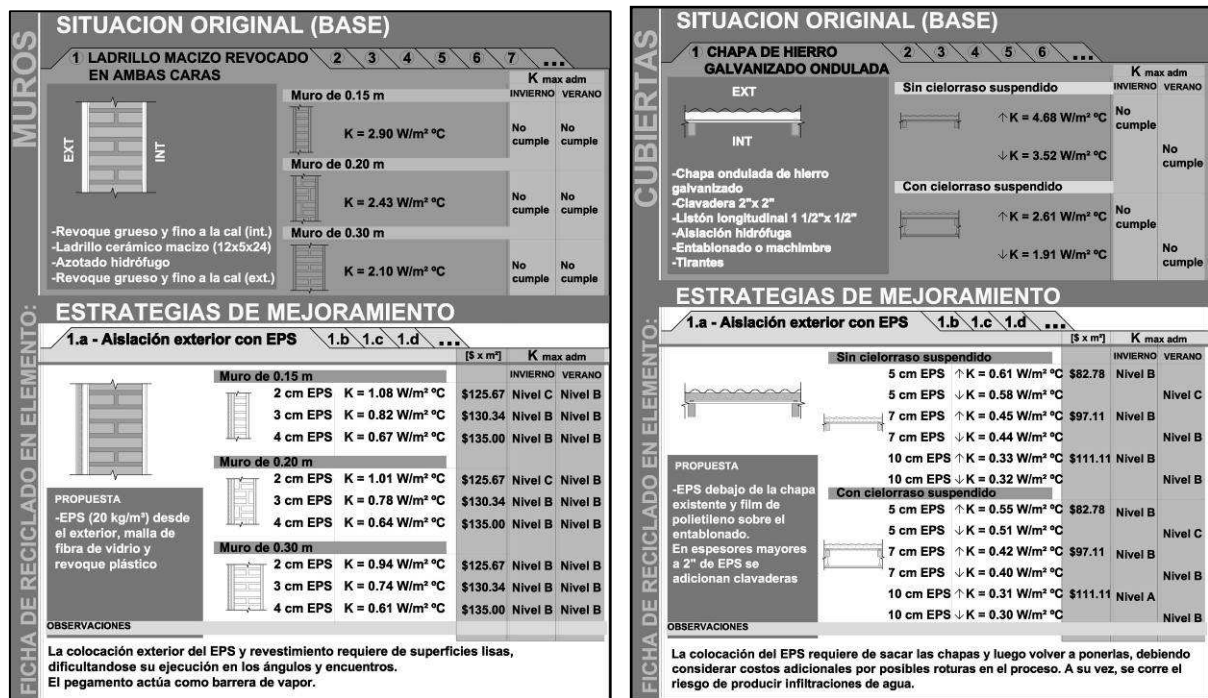 MUROS
SITUACION ORIGINAL (BASE)
1 LADRILLO MACIZO REVOCADO EN AMBAS CARAS
2 3 4 5 6 7 ...
K max adm
INVIERNO VERANO
EXT
INT
Muro de 0.15 m
K = 2.90 W/m² ºC No cumple No cumple
Muro de 0.20 m
K = 2.43 W/m² ºC No cumple No cumple
Muro de 0.30 m
K = 2.10 W/m² ºC No cumple No cumple
-Revoque grueso y fino a la cal (int.)
-Ladrillo cerámico macizo (12x5x24)
-Azotado hidrófugo
-Revoque grueso y fino a la cal (ext.)
FICHA DE RECICLADO EN ELEMENTO:
ESTRATEGIAS DE MEJORAMIENTO
1.a - Aislación exterior con EPS 1.b 1.c 1.d ...
[$ x m²] K max adm
INVIERNO VERANO
Muro de 0.15 m
2 cm EPS K = 1.08 W/m² ºC $125.67 Nivel C Nivel B
3 cm EPS K = 0.82 W/m² ºC $130.34 Nivel B Nivel B
4 cm EPS K = 0.67 W/m² ºC $135.00 Nivel B Nivel B
Muro de 0.20 m
2 cm EPS K = 1.01 W/m² ºC $125.67 Nivel C Nivel B
3 cm EPS K = 0.78 W/m² ºC $130.34 Nivel B Nivel B
4 cm EPS K = 0.64 W/m² ºC $135.00 Nivel B Nivel B
Muro de 0.30 m
2 cm EPS K = 0.94 W/m² ºC $125.67 Nivel B Nivel B
3 cm EPS K = 0.74 W/m² ºC $130.34 Nivel B Nivel B
4 cm EPS K = 0.61 W/m² ºC $135.00 Nivel B Nivel B
PROPUESTA
-EPS (20 kg/m³) desde
el exterior, malla de
fibra de vidrio y
revoque plástico
OBSERVACIONES
La colocación exterior del EPS y revestimiento requiere de superficies lisas,
dificultandose su ejecución en los ángulos y encuentros.
El pegamento actúa como barrera de vapor.
CUBIERTAS
SITUACION ORIGINAL (BASE)
1 CHAPA DE HIERRO GALVANIZADO ONDULADA
2 3 4 5 6 ...
K max adm
INVIERNO VERANO
EXT
INT
Sin cielorraso suspendido
↑K = 4.68 W/m² ºC No cumple
↓K = 3.52 W/m² ºC No cumple
Con cielorraso suspendido
↑K = 2.61 W/m² ºC No cumple
↓K = 1.91 W/m² ºC No cumple
-Chapa ondulada de hierro
galvanizado
-Clavadera 2"x 2"
-Listón longitudinal 1 1/2"x 1/2"
-Aislación hidrófuga
-Entablonado o machimbre
-Tirantes
FICHA DE RECICLADO EN ELEMENTO:
ESTRATEGIAS DE MEJORAMIENTO
1.a - Aislación exterior con EPS 1.b 1.c 1.d ...
[$ x m²] K max adm
INVIERNO VERANO
Sin cielorraso suspendido
5 cm EPS ↑K = 0.61 W/m² ºC $82.78 Nivel B
5 cm EPS ↓K = 0.58 W/m² ºC Nivel C
7 cm EPS ↑K = 0.45 W/m² ºC $97.11 Nivel B
7 cm EPS ↓K = 0.44 W/m² ºC Nivel B
10 cm EPS ↑K = 0.33 W/m² ºC $111.11 Nivel B
10 cm EPS ↓K = 0.32 W/m² ºC Nivel B
Con cielorraso suspendido
5 cm EPS ↑K = 0.55 W/m² ºC $82.78 Nivel B
5 cm EPS ↓K = 0.51 W/m² ºC Nivel C
7 cm EPS ↑K = 0.42 W/m² ºC $97.11 Nivel B
7 cm EPS ↓K = 0.40 W/m² ºC Nivel B
10 cm EPS ↑K = 0.31 W/m² ºC $111.11 Nivel A
10 cm EPS ↓K = 0.30 W/m² ºC Nivel B
PROPUESTA
-EPS debajo de la chapa
existente y film de
polietileno sobre el
entablonado.
En espesores mayores
a 2" de EPS se
adicionan clavaderas
OBSERVACIONES
La colocación del EPS requiere de sacar las chapas y luego volver a ponerlas, debiendo
considerar costos adicionales por posibles roturas en el proceso. A su vez, se corre el
riesgo de producir infiltraciones de agua.